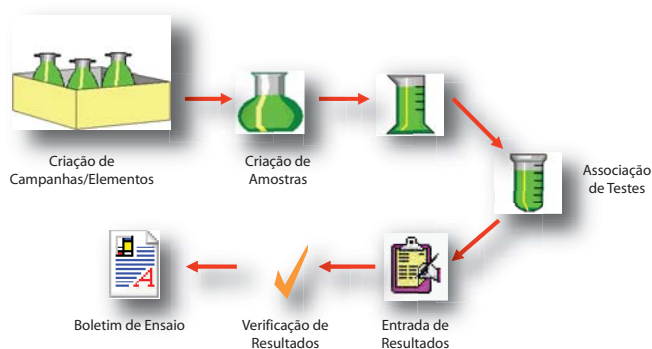 Criação de
Campanhas/Elementos
Criação de
Amostras
Associação
de Testes
Boletim de Ensaio
Verificação de
Resultados
Entrada de
Resultados